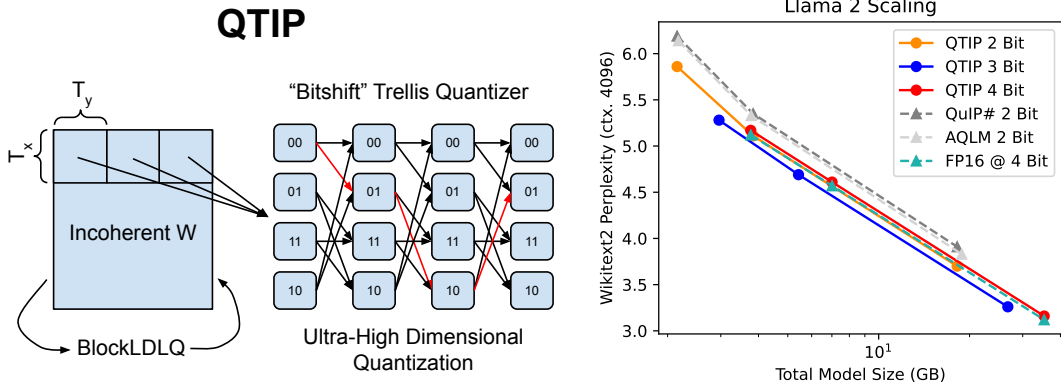 QTIP
"Bitshift" Trellis Quantizer
T_y
T_x
00 00 00 00
01 01 01 01
11 11 11 11
10 10 10 10
Incoherent W
BlockLDLQ
Ultra-High Dimensional
Quantization
Llama 2 Scaling
QTIP 2 Bit
QTIP 3 Bit
QTIP 4 Bit
QuIP# 2 Bit
AQLM 2 Bit
FP16 @ 4 Bit
Wikitext2 Perplexity (ctx. 4096)
6.0
5.5
5.0
4.5
4.0
3.5
3.0
10¹
Total Model Size (GB)